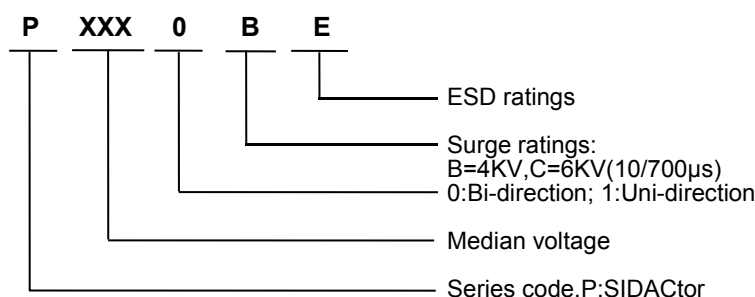 P XXX 0 B E
ESD ratings
Surge ratings:
B=4KV,C=6KV(10/700µs)
0:Bi-direction; 1:Uni-direction
Median voltage
Series code,P:SIDACtor